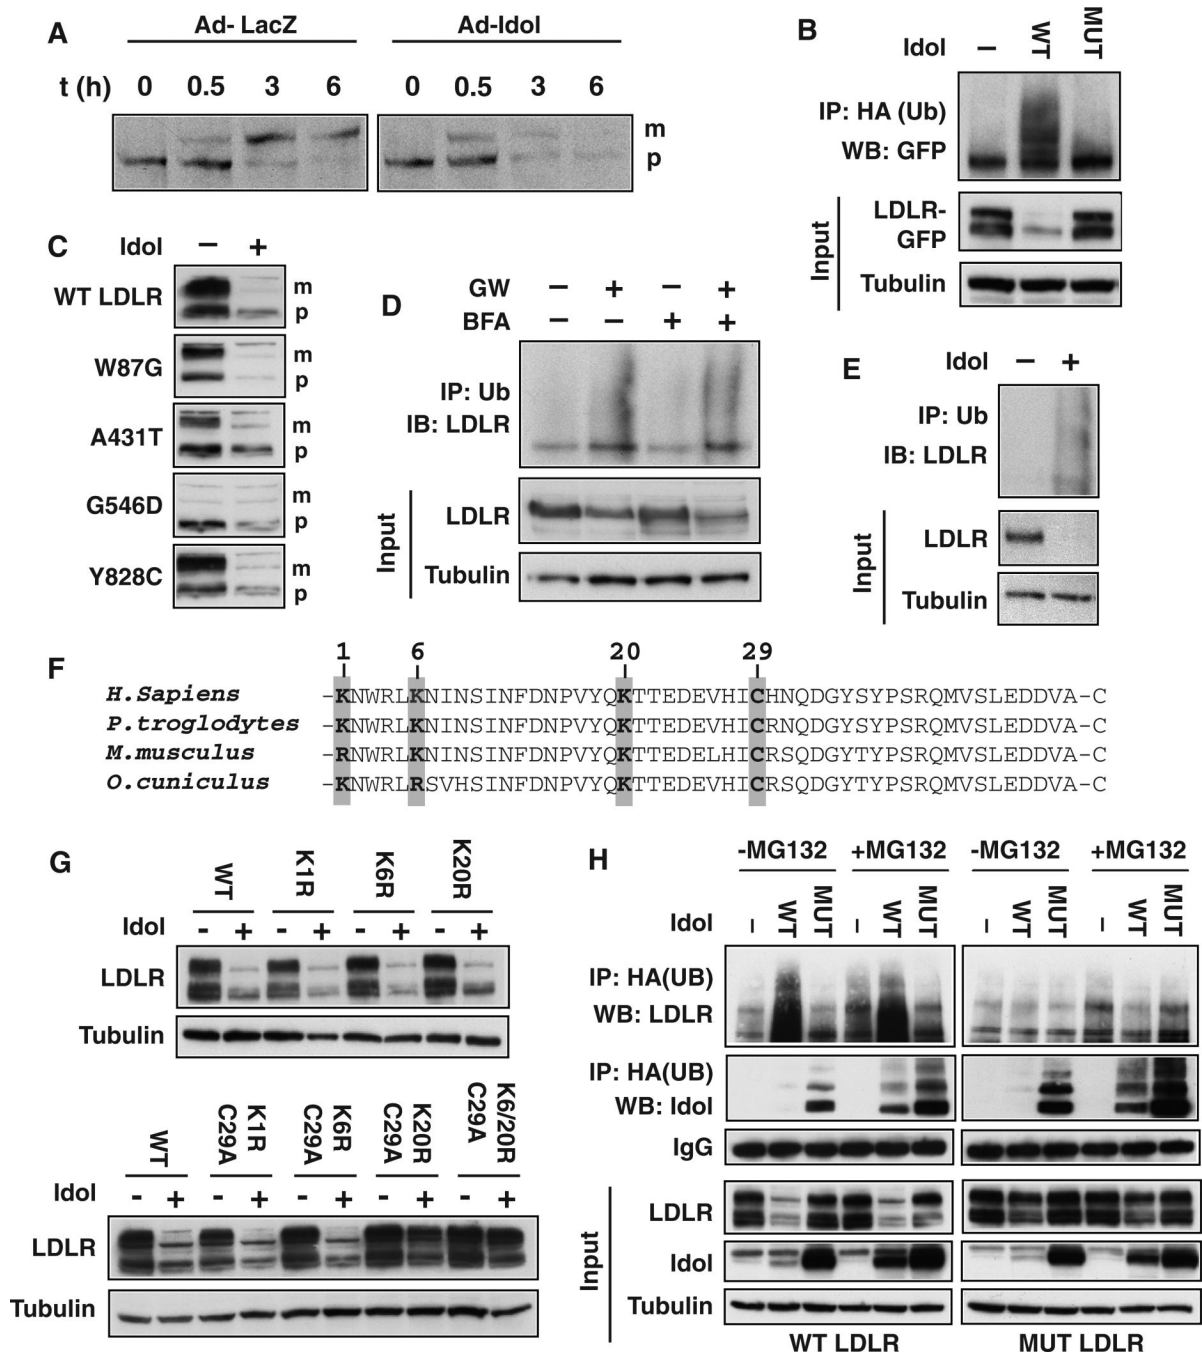 A
Ad- LacZ Ad-Idol
t (h) 0 0.5 3 6 0 0.5 3 6
m
p
B
Idol – WT MUT
IP: HA (Ub)
WB: GFP
LDLR-
GFP
Tubulin
Input
C
Idol – +
WT LDLR m
p
W87G m
p
A431T m
p
G546D m
p
Y828C m
p
D
GW – + – +
BFA – – + +
IP: Ub
IB: LDLR
LDLR
Tubulin
Input
E
Idol – +
IP: Ub
IB: LDLR
LDLR
Tubulin
Input
F
1 6 20 29
H.Sapiens -KNWRLKNINSINFDNPVYQKTTEDEVHICHNQDGYSYPSRQMVSLEDDVA-C
P.troglodytes -KNWRLKNINSINFDNPVYQKTTEDEVHICRNQDGYSYPSRQMVSLEDDVA-C
M.musculus -RNWRLKNINSINFDNPVYQKTTEDELHICRSQDGYTYPSRQMVSLEDDVA-C
O.cuniculus -KNWRLRSVHSINFDNPVYQKTTEDEVHICRSQDGYTYPSRQMVSLEDDVA-C
G
WT K1R K6R K20R
Idol - + - + - + - +
LDLR
Tubulin
WT K1R C29A K6R C29A K20R C29A K6/20R C29A
Idol - + - + - + - + - +
LDLR
Tubulin
H
-MG132 +MG132 -MG132 +MG132
Idol – WT MUT – WT MUT – WT MUT – WT MUT
IP: HA(UB)
WB: LDLR
IP: HA(UB)
WB: Idol
IgG
LDLR
Idol
Tubulin
Input
WT LDLR MUT LDLR